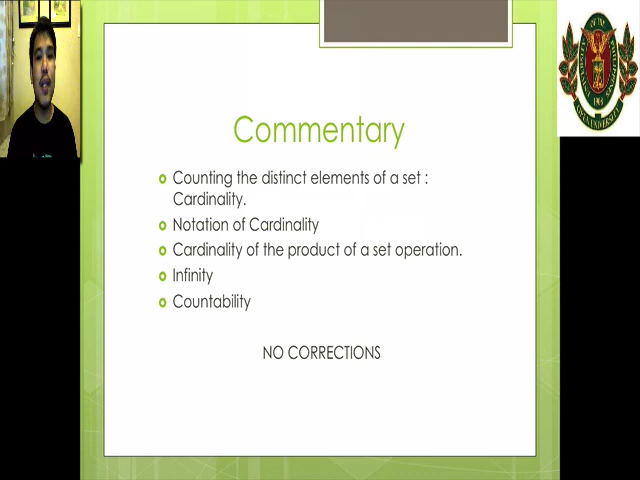 Commentary
Counting the distinct elements of a set :
Cardinality.
Notation of Cardinality
Cardinality of the product of a set operation.
Infinity
Countability
NO CORRECTIONS